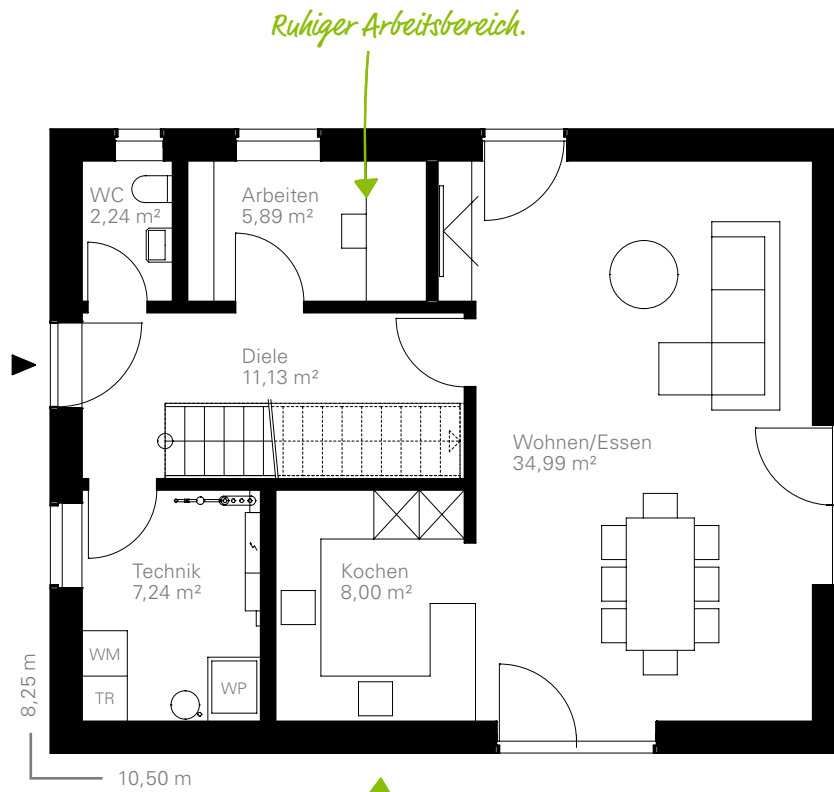 Ruhiger Arbeitsbereich.
WC
2,24 m²
Arbeiten
5,89 m²
Diele
11,13 m²
Wohnen/Essen
34,99 m²
Technik
7,24 m²
Kochen
8,00 m²
WM
TR
WP
8,25 m
10,50 m